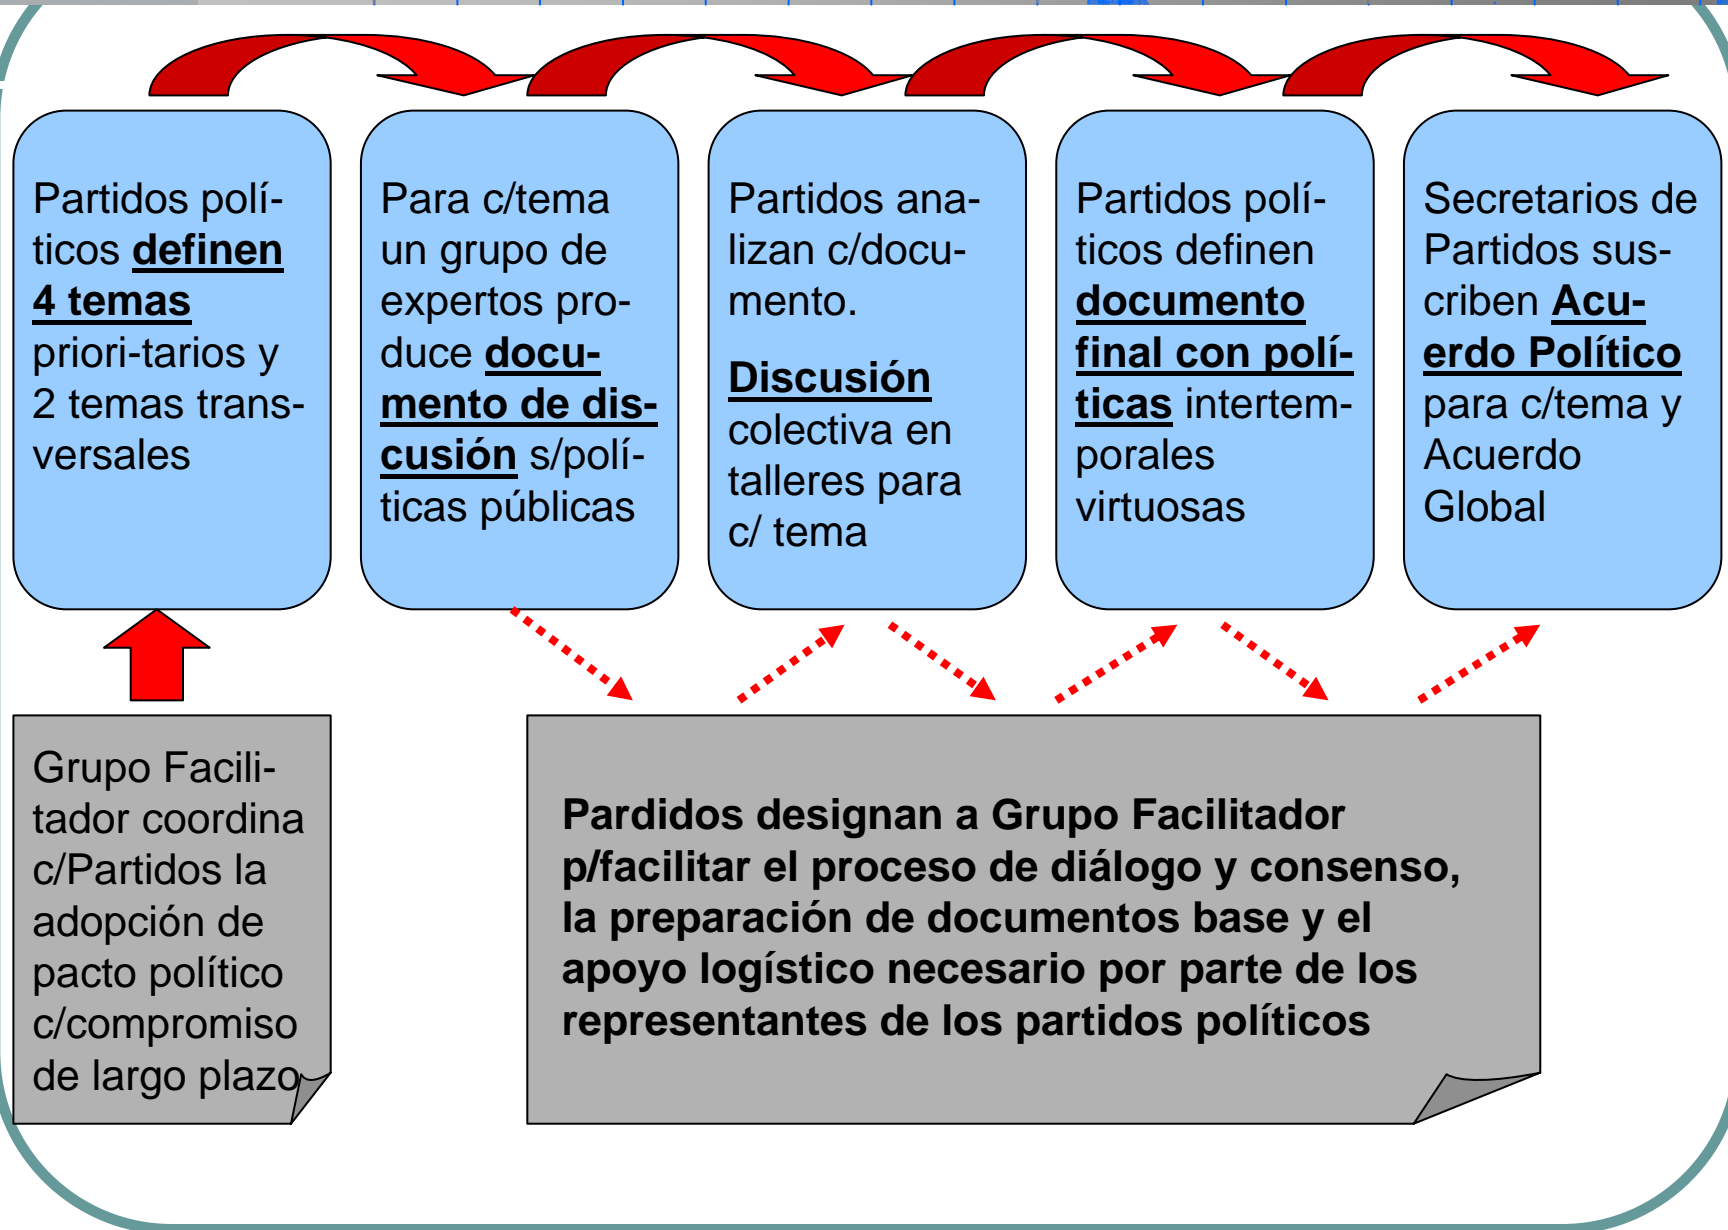 Partidos polí-
ticos definen
4 temas
priori-tarios y
2 temas trans-
versales
Para c/tema
un grupo de
expertos pro-
duce docu-
mento de dis-
cusión s/polí-
ticas públicas
Partidos ana-
lizan c/docu-
mento.
Discusión
colectiva en
talleres para
c/ tema
Partidos polí-
ticos definen
documento
final con polí-
ticas intertem-
porales
virtuosas
Secretarios de
Partidos sus-
criben Acu-
erdo Político
para c/tema y
Acuerdo
Global
Grupo Facili-
tador coordina
c/Partidos la
adopción de
pacto político
c/compromiso
de largo plazo
Pardidos designan a Grupo Facilitador
p/facilitar el proceso de diálogo y consenso,
la preparación de documentos base y el
apoyo logístico necesario por parte de los
representantes de los partidos políticos